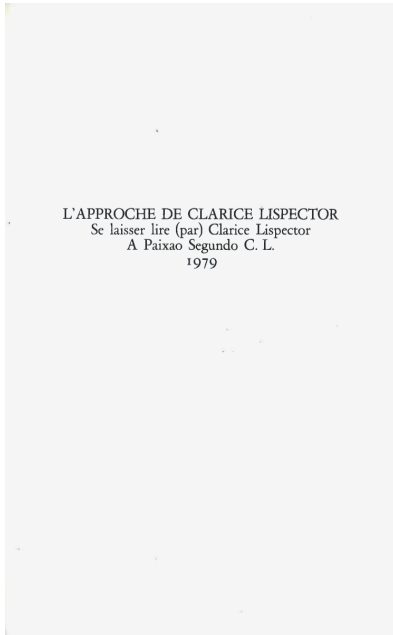 L'APPROCHE DE CLARICE LISPECTOR
Se laisser lire (par) Clarice Lispector
A Paixao Segundo C. L.
1979